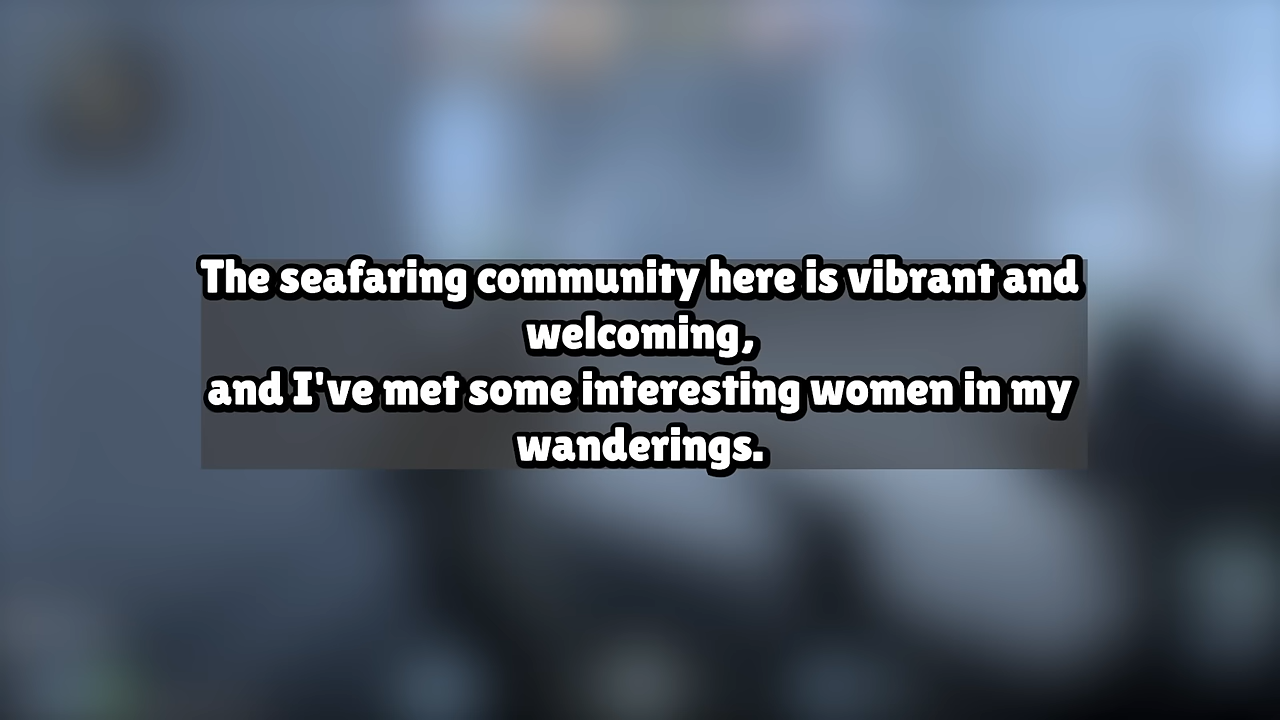 The seafaring community here is vibrant and
welcoming,
and I've met some interesting women in my
wanderings.